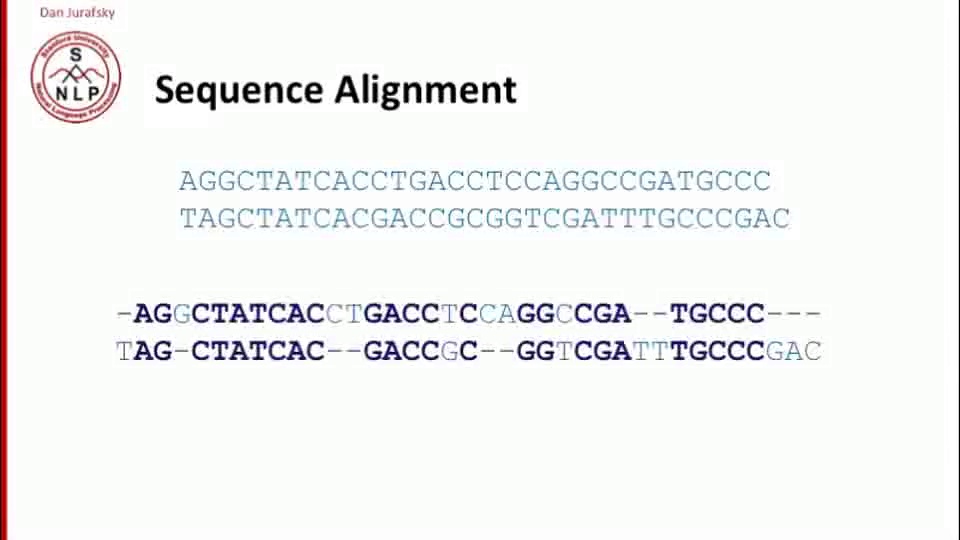 Dan Jurafsky
Stanford University
S
NLP
Natural Language Processing
Sequence Alignment
AGGCTATCACCTGACCTCCAGGCCGATGCCC
TAGCTATCACGACCGCGGTCGATTTGCCCGAC
-AGGCTATCACCTGACCTCCAGGCCGA--TGCCC---
TAG-CTATCAC--GACCGC--GGTCGATTTGCCCGAC